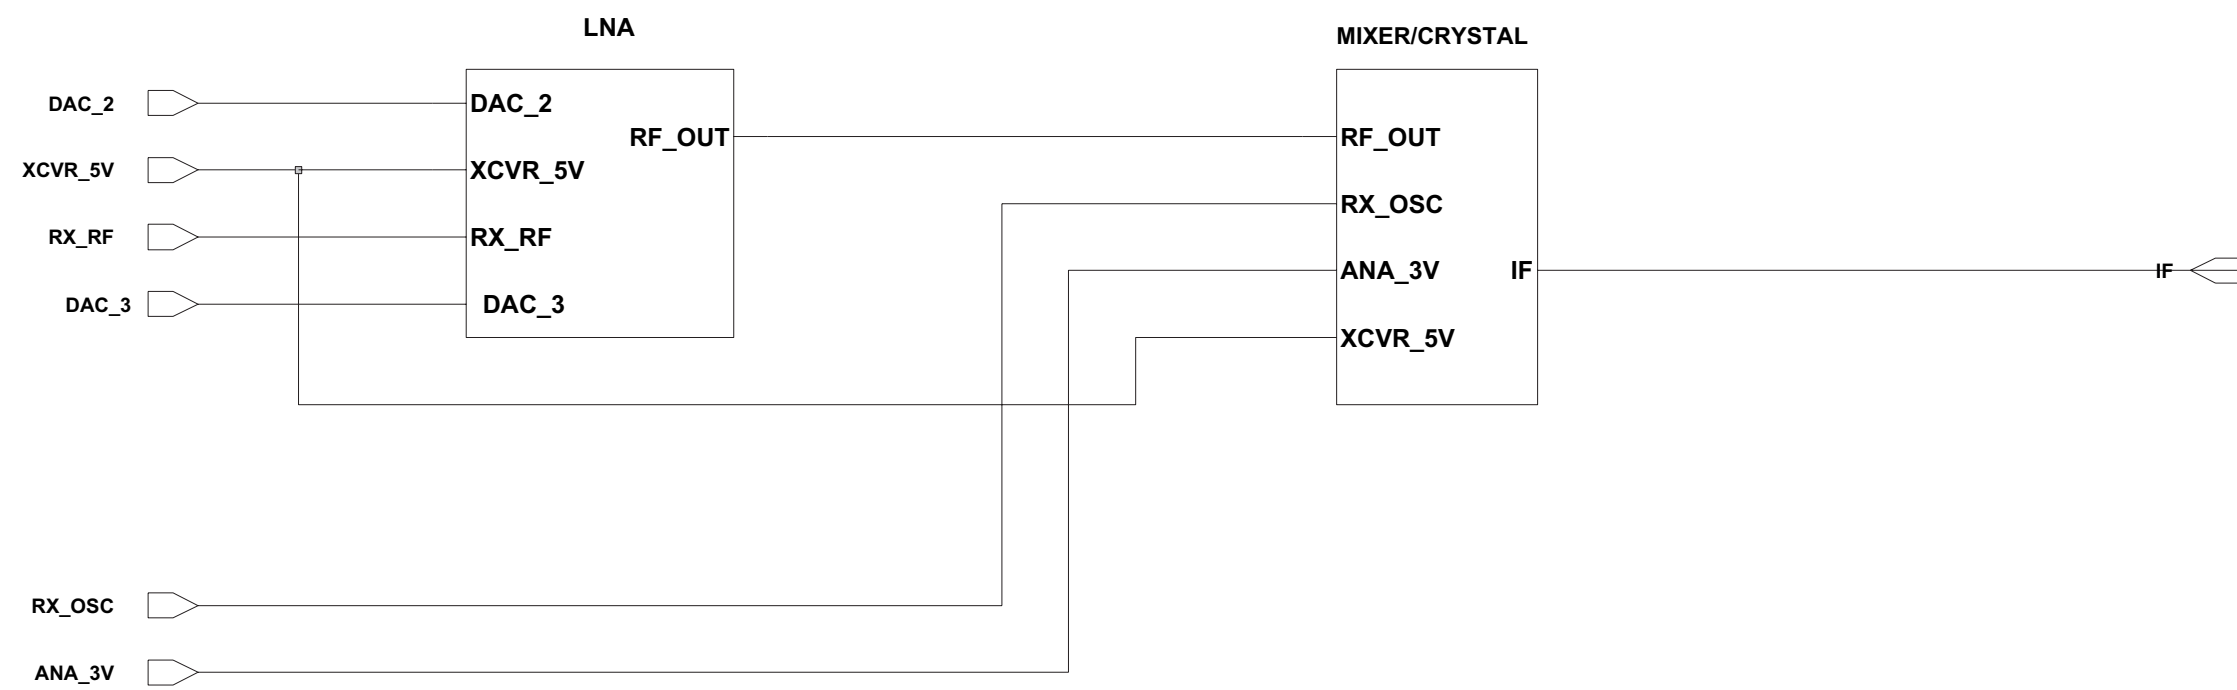 LNA
MIXER/CRYSTAL
DAC_2
DAC_2
RF_OUT
RF_OUT
XCVR_5V
XCVR_5V
RX_OSC
RX_RF
RX_RF
ANA_3V
IF
IF
DAC_3
DAC_3
XCVR_5V
RX_OSC
ANA_3V